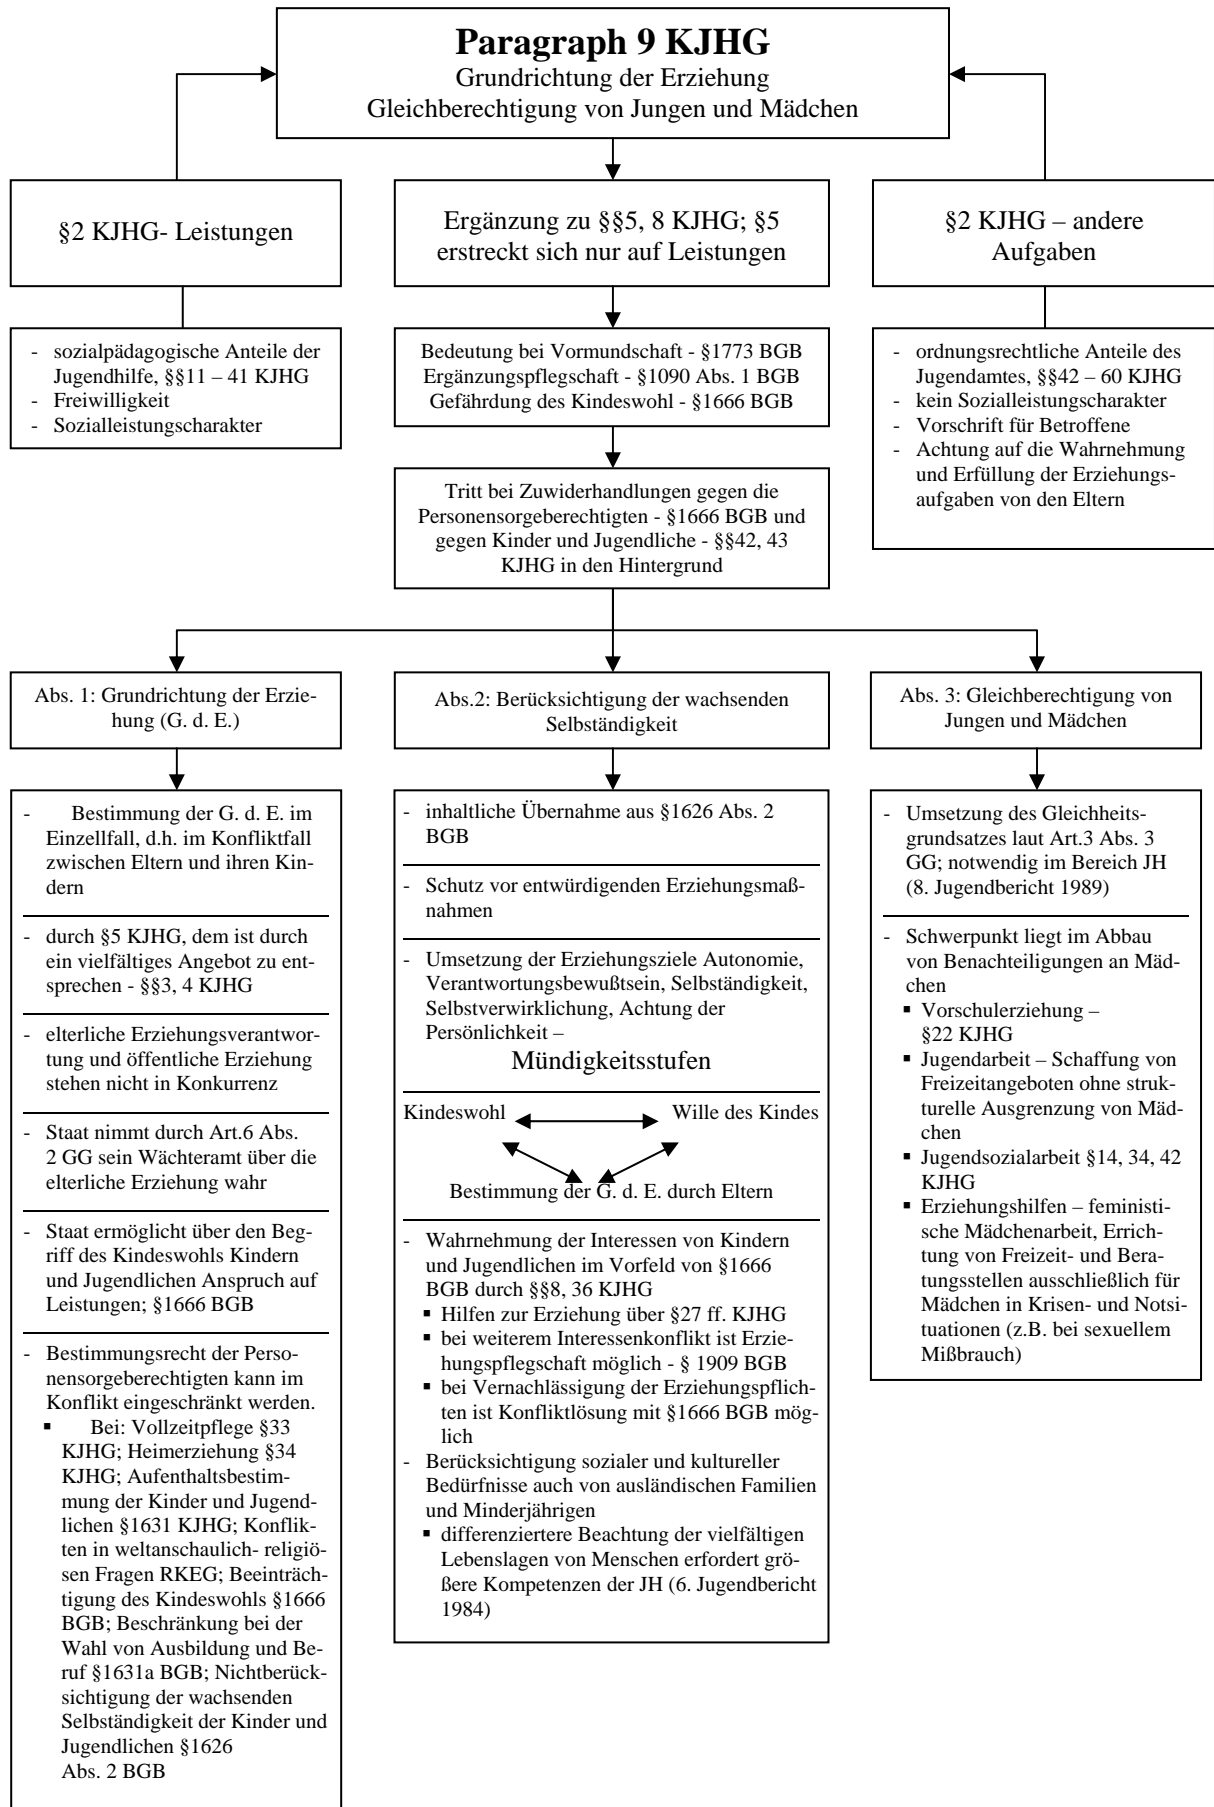 Paragraph 9 KJHG
Grundrichtung der Erziehung
Gleichberechtigung von Jungen und Mädchen
§2 KJHG- Leistungen
Ergänzung zu §§5, 8 KJHG; §5
erstreckt sich nur auf Leistungen
§2 KJHG – andere
Aufgaben
- sozialpädagogische Anteile der
Jugendhilfe, §§11 – 41 KJHG
- Freiwilligkeit
- Sozialleistungscharakter
Bedeutung bei Vormundschaft - §1773 BGB
Ergänzungspflegschaft - §1090 Abs. 1 BGB
Gefährdung des Kindeswohl - §1666 BGB
- ordnungsrechtliche Anteile des
Jugendamtes, §§42 – 60 KJHG
- kein Sozialleistungscharakter
- Vorschrift für Betroffene
- Achtung auf die Wahrnehmung
und Erfüllung der Erziehungs-
aufgaben von den Eltern
Tritt bei Zuwiderhandlungen gegen die
Personensorgeberechtigten - §1666 BGB und
gegen Kinder und Jugendliche - §§42, 43
KJHG in den Hintergrund
Abs. 1: Grundrichtung der Erzie-
hung (G. d. E.)
Abs.2: Berücksichtigung der wachsenden
Selbständigkeit
Abs. 3: Gleichberechtigung von
Jungen und Mädchen
- Bestimmung der G. d. E. im
Einzellfall, d.h. im Konfliktfall
zwischen Eltern und ihren Kin-
dern
- durch §5 KJHG, dem ist durch
ein vielfältiges Angebot zu ent-
sprechen - §§3, 4 KJHG
- elterliche Erziehungsverantwor-
tung und öffentliche Erziehung
stehen nicht in Konkurrenz
- Staat nimmt durch Art.6 Abs.
2 GG sein Wächteramt über die
elterliche Erziehung wahr
- Staat ermöglicht über den Beg-
riff des Kindeswohls Kindern
und Jugendlichen Anspruch auf
Leistungen; §1666 BGB
- Bestimmungsrecht der Perso-
nensorgeberechtigten kann im
Konflikt eingeschränkt werden.
▪ Bei: Vollzeitpflege §33
KJHG; Heimerziehung §34
KJHG; Aufenthaltsbestim-
mung der Kinder und Jugend-
lichen §1631 KJHG; Konflik-
ten in weltanschaulich- religiö-
sen Fragen RKEG; Beeinträch-
tigung des Kindeswohls §1666
BGB; Beschränkung bei der
Wahl von Ausbildung und Be-
ruf §1631a BGB; Nichtberück-
sichtigung der wachsenden
Selbständigkeit der Kinder und
Jugendlichen §1626
Abs. 2 BGB
- inhaltliche Übernahme aus §1626 Abs. 2
BGB
- Schutz vor entwürdigenden Erziehungsmaß-
nahmen
- Umsetzung der Erziehungsziele Autonomie,
Verantwortungsbewußtsein, Selbständigkeit,
Selbstverwirklichung, Achtung der
Persönlichkeit –
Mündigkeitsstufen
Kindeswohl Wille des Kindes
Bestimmung der G. d. E. durch Eltern
- Wahrnehmung der Interessen von Kindern
und Jugendlichen im Vorfeld von §1666
BGB durch §§8, 36 KJHG
▪ Hilfen zur Erziehung über §27 ff. KJHG
▪ bei weiterem Interessenkonflikt ist Erzie-
hungspflegschaft möglich - § 1909 BGB
▪ bei Vernachlässigung der Erziehungspflich-
ten ist Konfliktlösung mit §1666 BGB mög-
lich
- Berücksichtigung sozialer und kultureller
Bedürfnisse auch von ausländischen Familien
und Minderjährigen
▪ differenziertere Beachtung der vielfältigen
Lebenslagen von Menschen erfordert grö-
ßere Kompetenzen der JH (6. Jugendbericht
1984)
- Umsetzung des Gleichheits-
grundsatzes laut Art.3 Abs. 3
GG; notwendig im Bereich JH
(8. Jugendbericht 1989)
- Schwerpunkt liegt im Abbau
von Benachteiligungen an Mäd-
chen
▪ Vorschulerziehung –
§22 KJHG
▪ Jugendarbeit – Schaffung von
Freizeitangeboten ohne struk-
turelle Ausgrenzung von Mäd-
chen
▪ Jugendsozialarbeit §14, 34, 42
KJHG
▪ Erziehungshilfen – feministi-
sche Mädchenarbeit, Errich-
tung von Freizeit- und Bera-
tungsstellen ausschließlich für
Mädchen in Krisen- und Notsi-
tuationen (z.B. bei sexuellem
Mißbrauch)